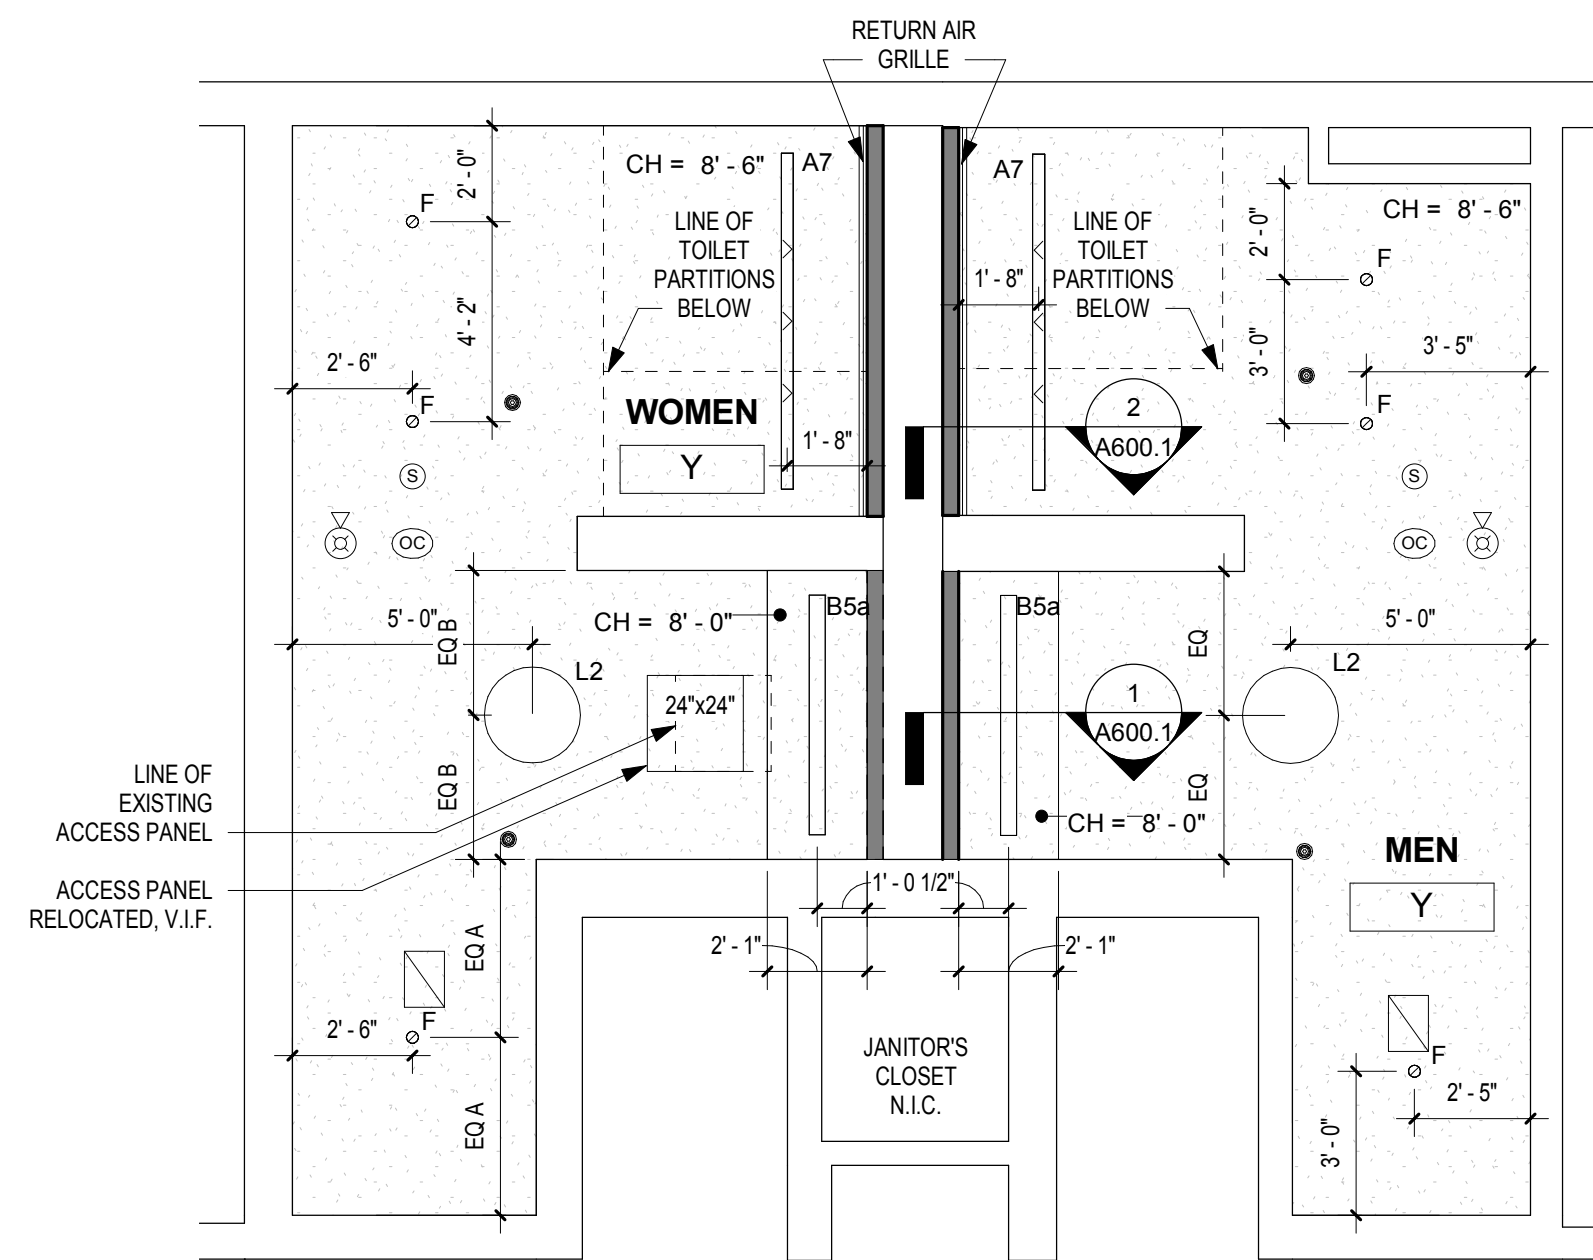 RETURN AIR
GRILLE
CH = 8' - 6"
A7
A7
CH = 8' - 6"
2' - 0"
F
LINE OF
TOILET
PARTITIONS
BELOW
LINE OF
TOILET
PARTITIONS
BELOW
1' - 8"
2' - 0"
F
4' - 2"
3' - 0"
3' - 5"
2' - 6"
F
WOMEN
2
A600.1
F
1' - 8"
Y
S
S
OC
OC
CH = 8' - 0"
B5a
B5a
5' - 0"
EQ B
EQ
5' - 0"
L2
24"x24"
1
A600.1
L2
LINE OF
EXISTING
ACCESS PANEL
EQ B
EQ
CH = 8' - 0"
MEN
Y
ACCESS PANEL
RELOCATED, V.I.F.
1' - 0 1/2"
EQ A
2' - 1"
2' - 1"
2' - 6"
F
JANITOR'S
CLOSET
N.I.C.
F
2' - 5"
EQ A
3' - 0"